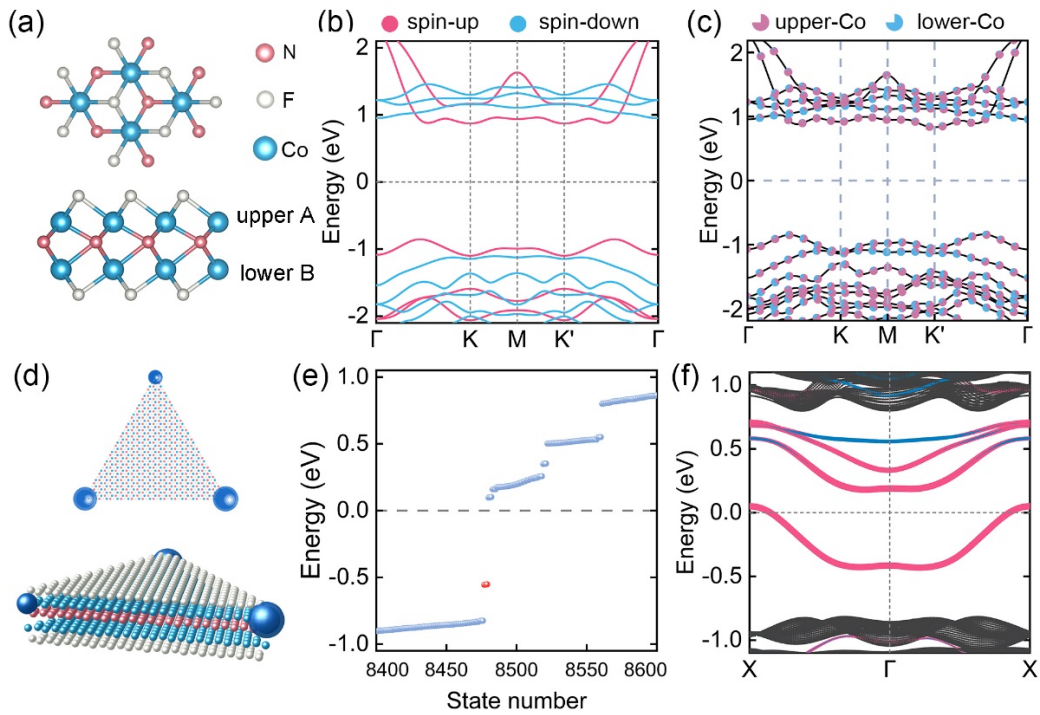 (a)
N
F
Co
upper A
lower B
(b)
spin-up
spin-down
Energy (eV)
2
1
0
-1
-2
Γ
K
M
K'
Γ
(c)
upper-Co
lower-Co
Energy (eV)
2
1
0
-1
-2
Γ
K
M
K'
Γ
(d)
(e)
Energy (eV)
1.0
0.5
0.0
-0.5
-1.0
8400
8450
8500
8550
8600
State number
(f)
Energy (eV)
1.0
0.5
0.0
-0.5
-1.0
X
Γ
X